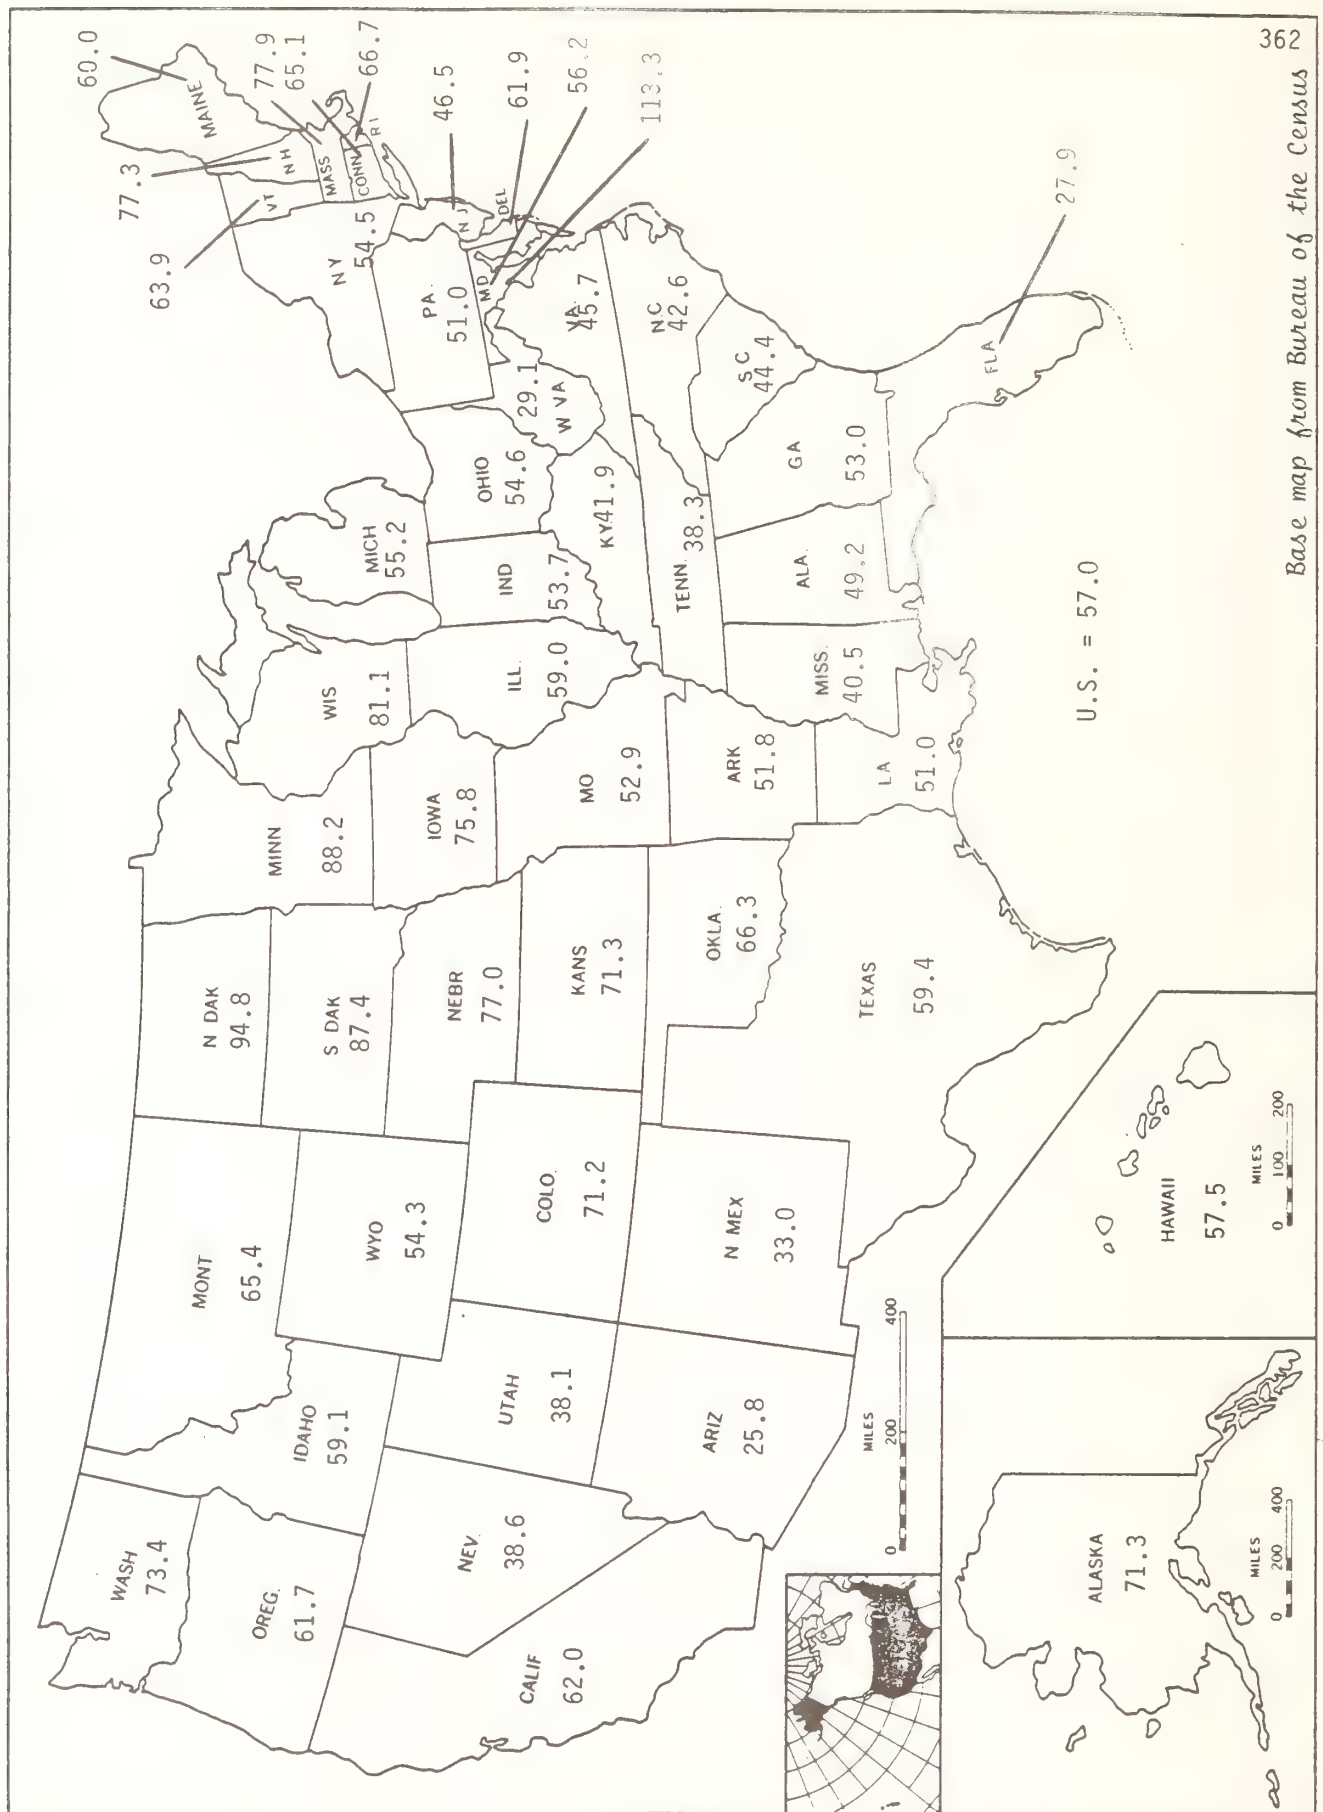 362
WASH
73.4
OREG.
61.7
CALIF
62.0
NEV.
38.6
IDAHO
59.1
MONT
65.4
WYO
54.3
UTAH
38.1
ARIZ
25.8
COLO.
71.2
N MEX
33.0
N DAK
94.8
S DAK
87.4
NEBR
77.0
KANS
71.3
OKLA.
66.3
TEXAS
59.4
MINN
88.2
IOWA
75.8
MO
52.9
ARK
51.8
LA
51.0
WIS
81.1
ILL.
59.0
MICH
55.2
IND
53.7
OHIO
54.6
KY.
41.9
TENN.
38.3
MISS.
40.5
ALA.
49.2
GA
53.0
FLA
27.9
S C
44.4
N.C
42.6
VA.
45.7
W VA
29.1
PA.
51.0
N Y
54.5
VT
63.9
N H
77.3
MAINE
60.0
MASS
77.9
CONN
65.1
R I
66.7
N J
46.5
DEL
61.9
MD
56.2
113.3
U.S. = 57.0
MILES
0 200 400
ALASKA
71.3
MILES
0 200 400
HAWAII
57.5
MILES
0 100 200
Base map from Bureau of the Census